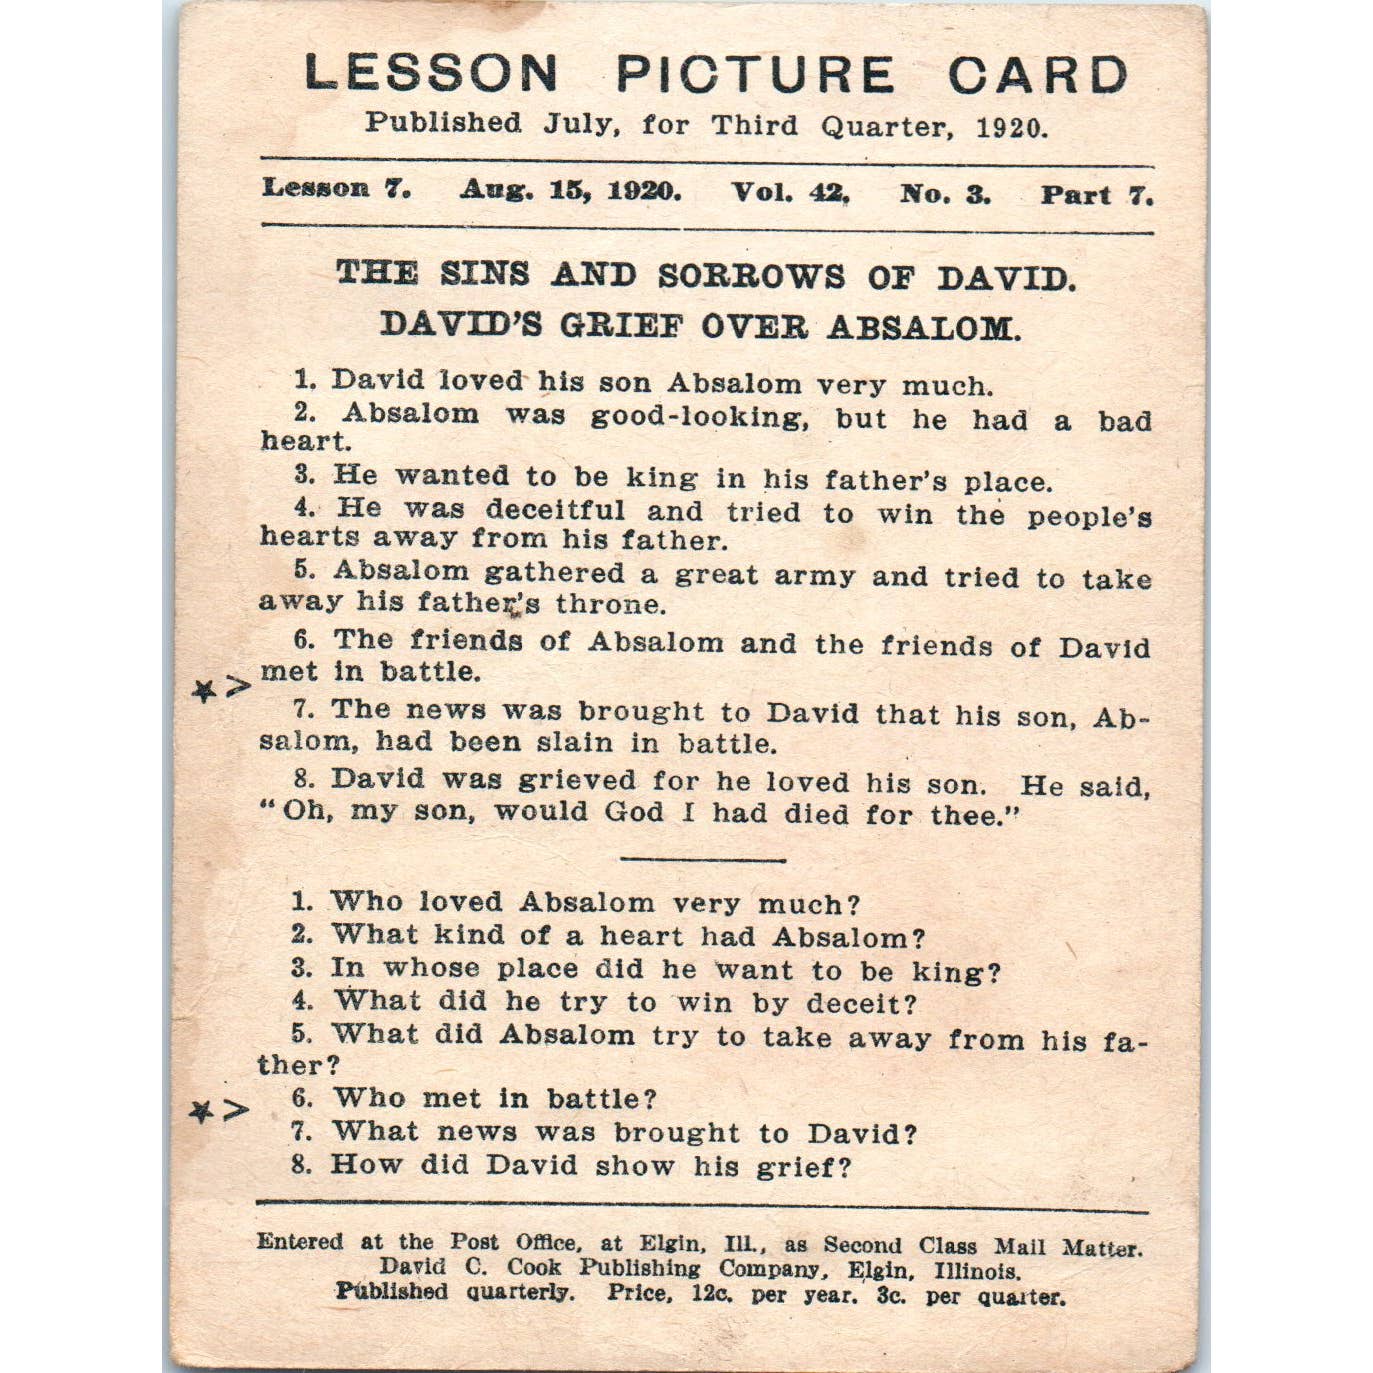 LESSON PICTURE CARD
Published July, for Third Quarter, 1920.
Lesson 7. Aug. 15, 1920. Vol. 42, No. 3. Part 7.
THE SINS AND SORROWS OF DAVID.
DAVID'S GRIEF OVER ABSALOM.
1. David loved his son Absalom very much.
2. Absalom was good-looking, but he had a bad
heart.
3. He wanted to be king in his father's place.
4. He was deceitful and tried to win the people's
hearts away from his father.
5. Absalom gathered a great army and tried to take
away his father's throne.
6. The friends of Absalom and the friends of David
met in battle.
★>
7. The news was brought to David that his son, Ab-
salom, had been slain in battle.
8. David was grieved for he loved his son. He said,
"Oh, my son, would God I had died for thee."
1. Who loved Absalom very much?
2. What kind of a heart had Absalom?
3. In whose place did he want to be king?
4. What did he try to win by deceit?
5. What did Absalom try to take away from his fa-
ther?
★>
6. Who met in battle?
7. What news was brought to David?
8. How did David show his grief?
Entered at the Post Office, at Elgin, Ill., as Second Class Mail Matter.
David C. Cook Publishing Company, Elgin, Illinois.
Published quarterly. Price, 12c. per year. 3c. per quarter.